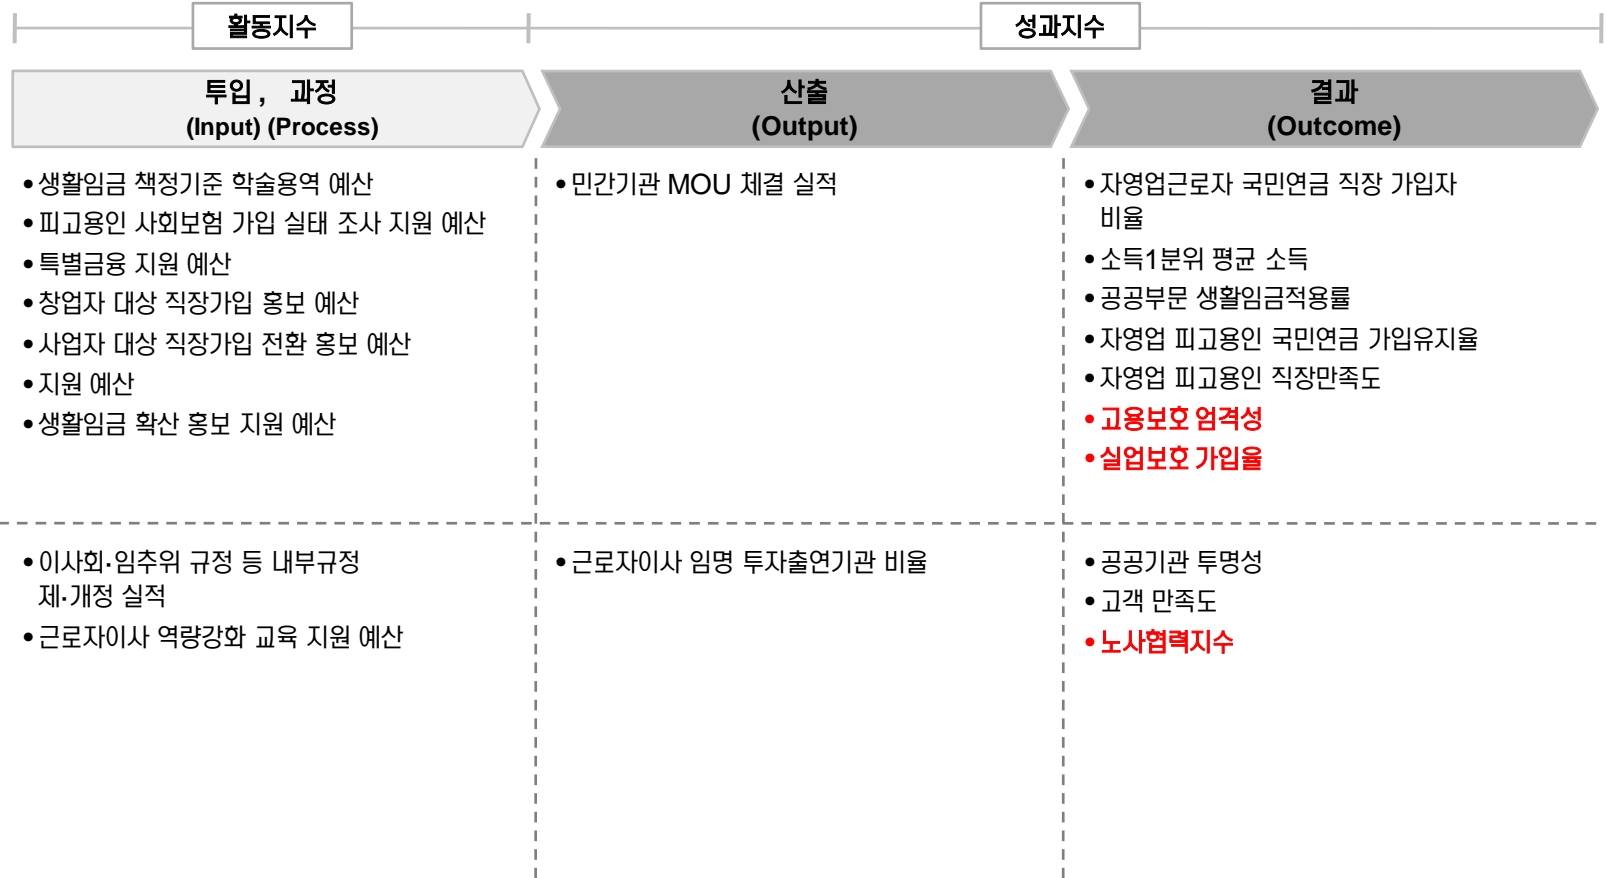 활동지수
성과지수
투입, 과정
(Input) (Process)
산출
(Output)
결과
(Outcome)
•생활임금 책정기준 학술용역 예산
•피고용인 사회보험 가입 실태 조사 지원 예산
•특별금융 지원 예산
•창업자 대상 직장가입 홍보 예산
•사업자 대상 직장가입 전환 홍보 예산
•지원 예산
•생활임금 확산 홍보 지원 예산
•민간기관 MOU 체결 실적
•자영업근로자 국민연금 직장 가입자
비율
•소득1분위 평균 소득
•공공부문 생활임금적용률
•자영업 피고용인 국민연금 가입유지율
•자영업 피고용인 직장만족도
•고용보호 엄격성
•실업보호 가입율
•이사회·임추위 규정 등 내부규정
제·개정 실적
•근로자이사 역량강화 교육 지원 예산
•근로자이사 임명 투자출연기관 비율
•공공기관 투명성
•고객 만족도
•노사협력지수